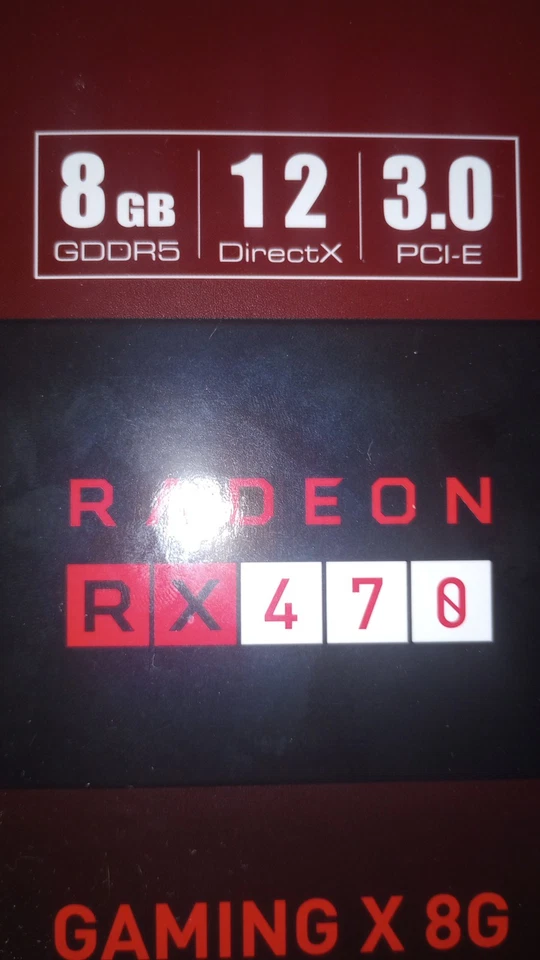 8 GB 12 3.0
GDDR5 DirectX PCI-E
RADEON
RX 470
GAMING X 8G